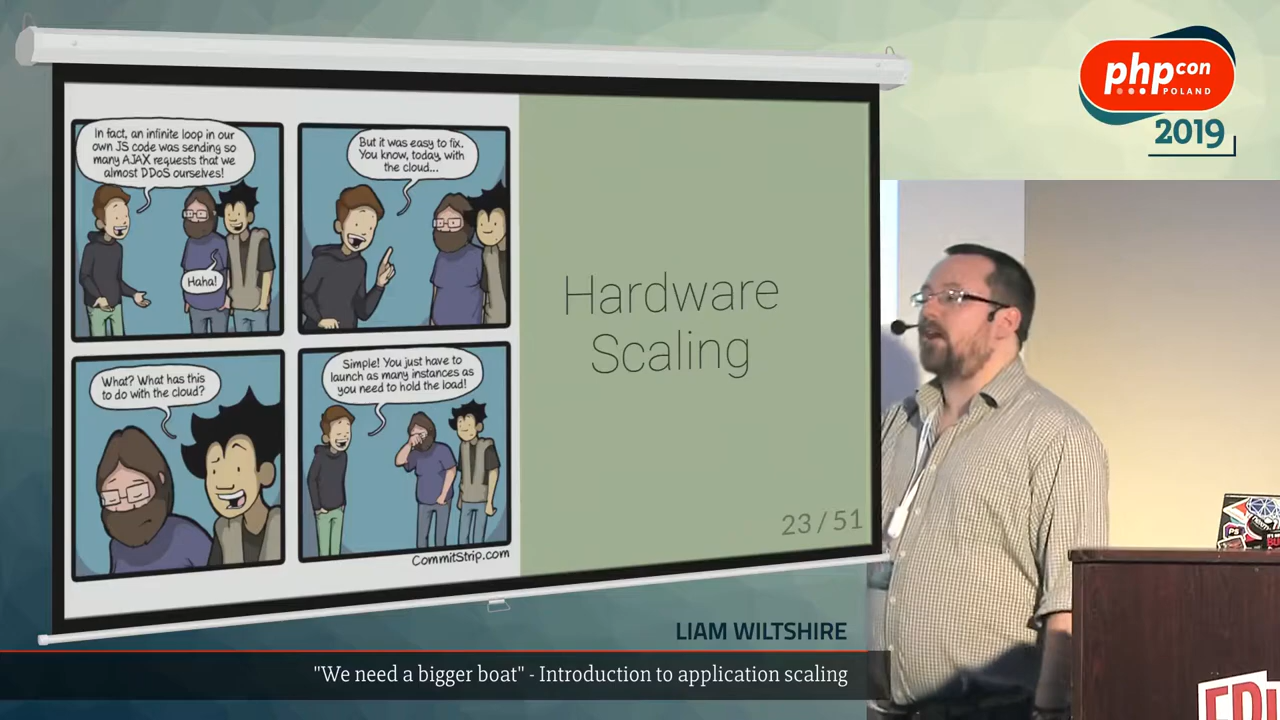 In fact, an infinite loop in our
own JS code was sending so
many AJAX requests that we
almost DDoS ourselves!
Haha!
But it was easy to fix.
You know, today, with
the cloud...
What? What has this
to do with the cloud?
Simple! You just have to
launch as many instances as
you need to hold the load!
CommitStrip.com
Hardware
Scaling
23 / 51
phpcon
POLAND
2019
LIAM WILTSHIRE
"We need a bigger boat" - Introduction to application scaling